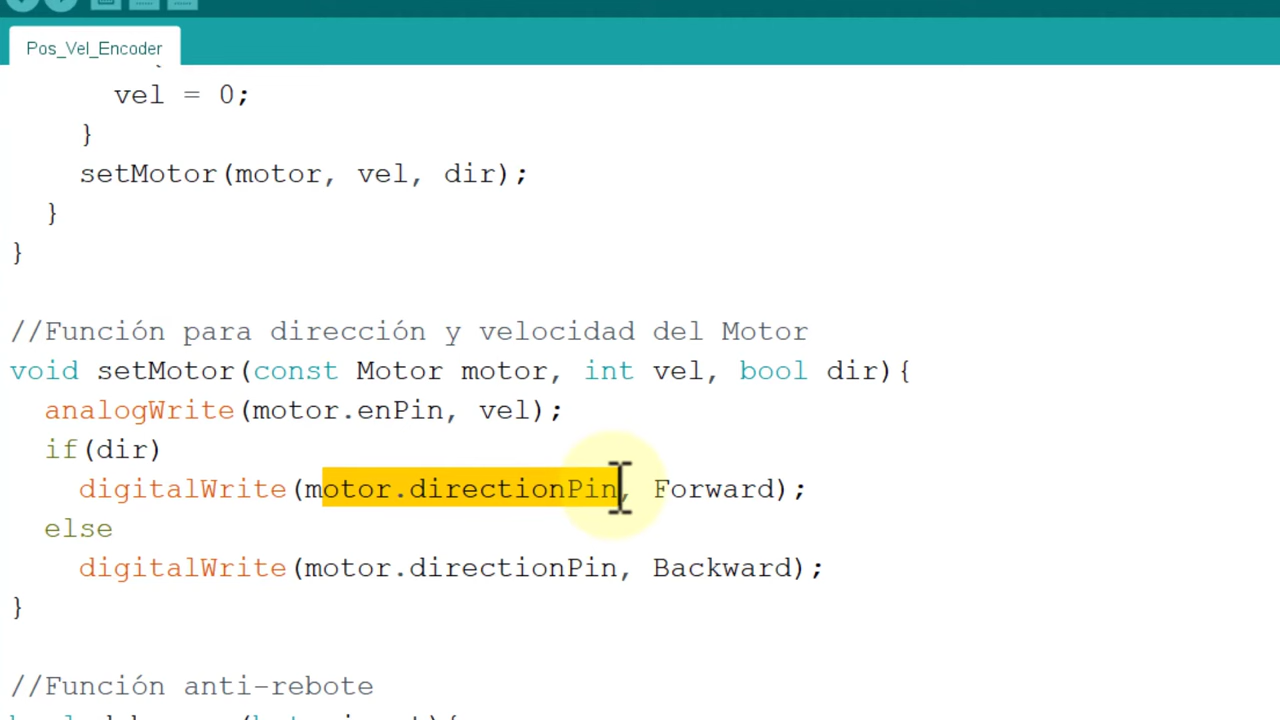 Pos_Vel_Encoder
vel = 0;
}
setMotor(motor, vel, dir);
}
}
//Función para dirección y velocidad del Motor
void setMotor(const Motor motor, int vel, bool dir){
analogWrite(motor.enPin, vel);
if(dir)
digitalWrite(motor.directionPin, Forward);
else
digitalWrite(motor.directionPin, Backward);
}
//Función anti-rebote